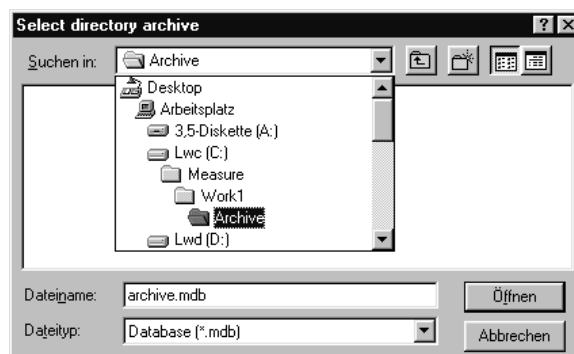 Select directory archive
Suchen in: Archive
Desktop
Arbeitsplatz
3,5-Diskette (A:)
Lwc (C:)
Measure
Work1
Archive
Lwd (D:)
Dateiname: archive.mdb Öffnen
Dateityp: Database (*.mdb) Abbrechen